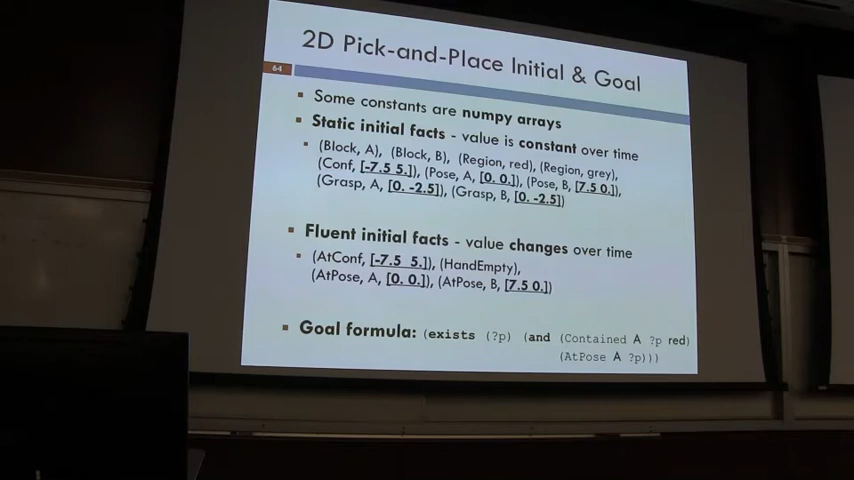 2D Pick-and-Place Initial & Goal
64
Some constants are numpy arrays
Static initial facts - value is constant over time
(Block, A), (Block, B), (Region, red), (Region, grey),
(Conf, [-7.5 5.]), (Pose, A, [0. 0.]), (Pose, B, [7.5 0.]),
(Grasp, A, [0. -2.5]), (Grasp, B, [0. -2.5])
Fluent initial facts - value changes over time
(AtConf, [-7.5 5.]), (HandEmpty),
(AtPose, A, [0. 0.]), (AtPose, B, [7.5 0.])
Goal formula: (exists (?p) (and (Contained A ?p red)
(AtPose A ?p)))